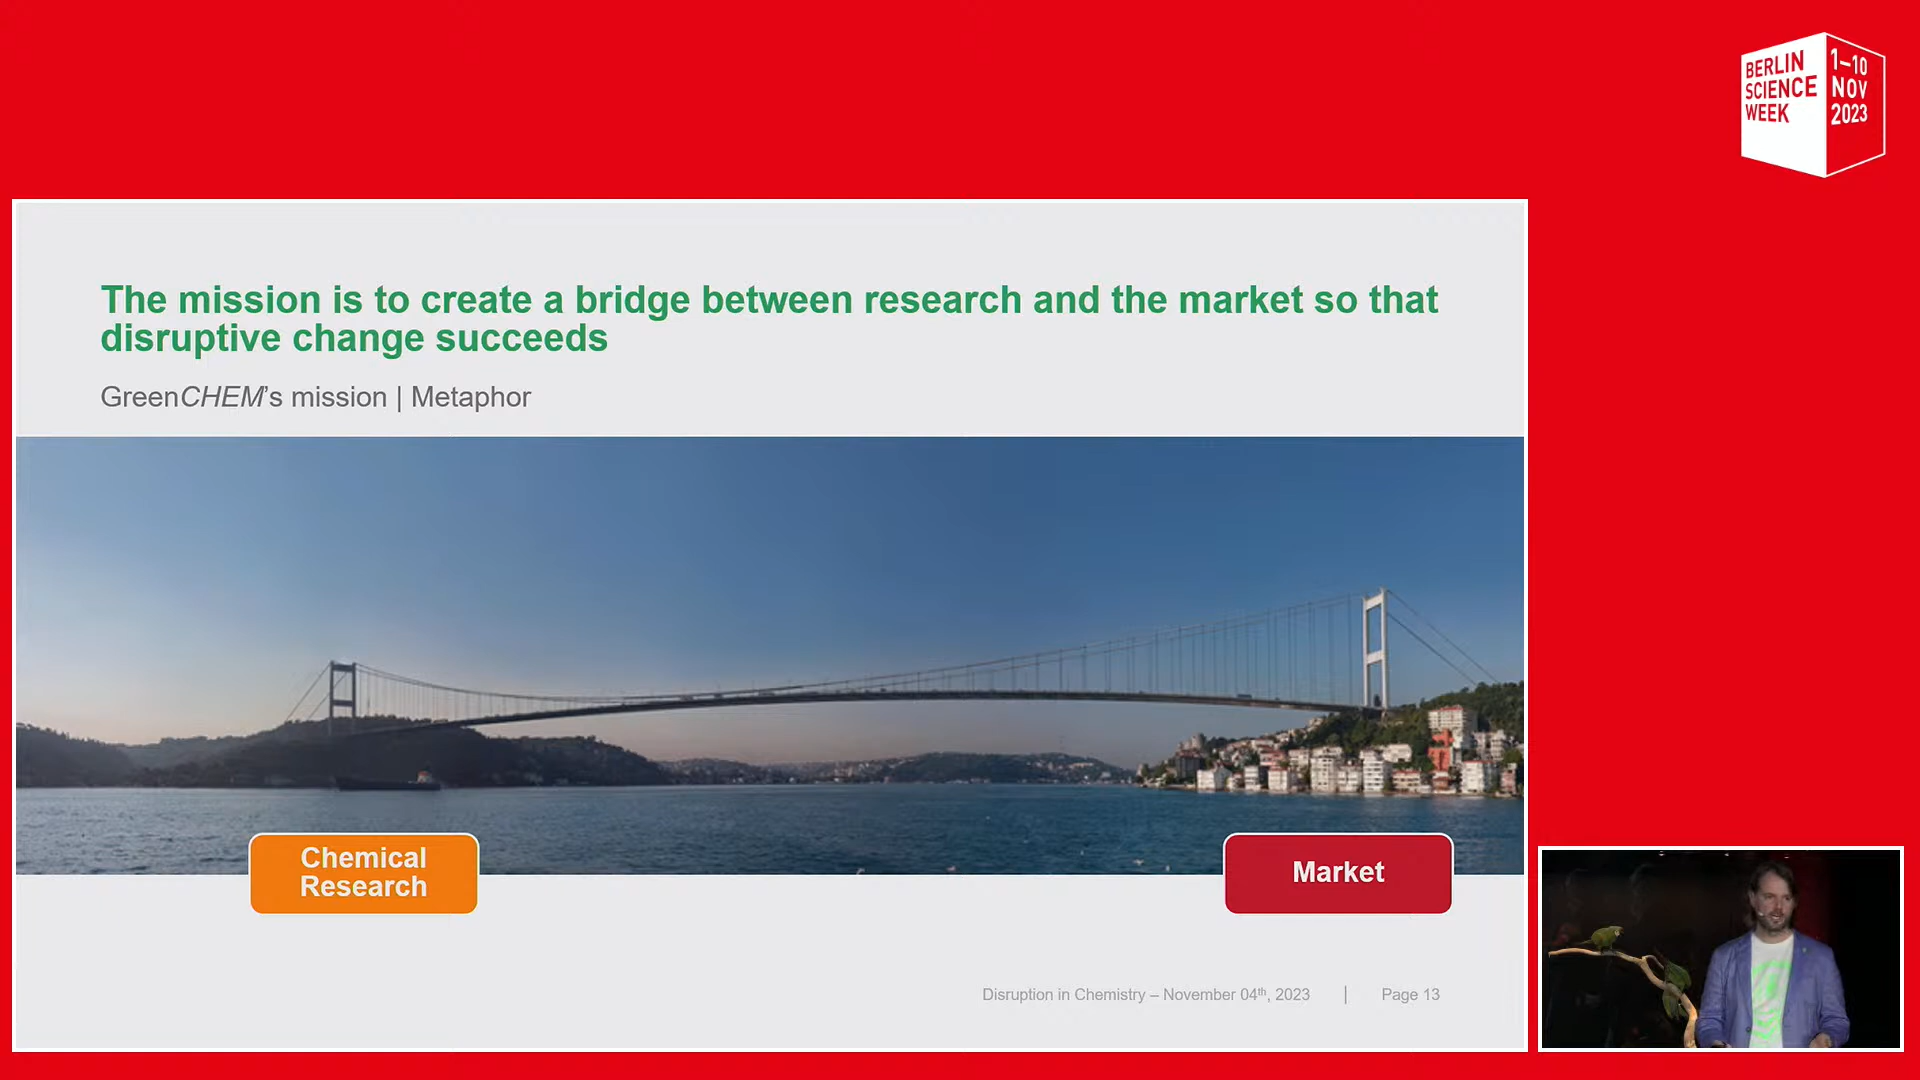 BERLIN
SCIENCE
WEEK
1–10
NOV
2023
The mission is to create a bridge between research and the market so that
disruptive change succeeds
GreenCHEM's mission | Metaphor
Chemical
Research
Market
Disruption in Chemistry – November 04th, 2023 | Page 13